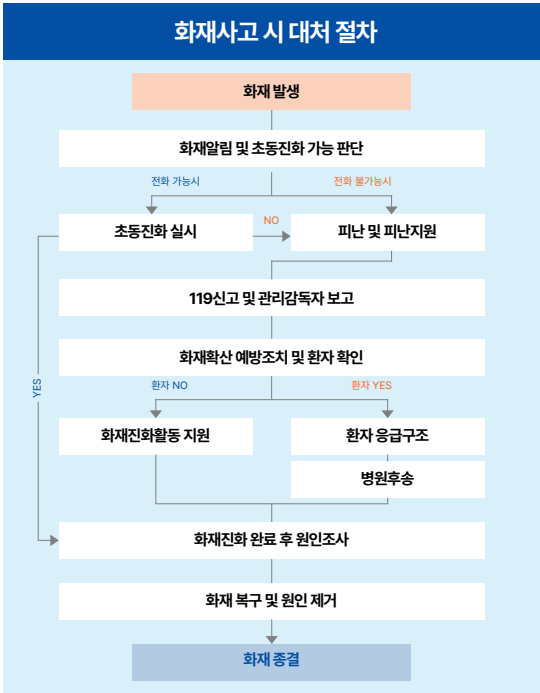 화재사고 시 대처 절차
화재 발생
화재알림 및 초동진화 가능 판단
전화 가능시
전화 불가능시
초동진화 실시
NO
피난 및 피난지원
119신고 및 관리감독자 보고
화재확산 예방조치 및 환자 확인
YES
환자 NO
환자 YES
화재진화활동 지원
환자 응급구조
병원후송
화재진화 완료 후 원인조사
화재 복구 및 원인 제거
화재 종결